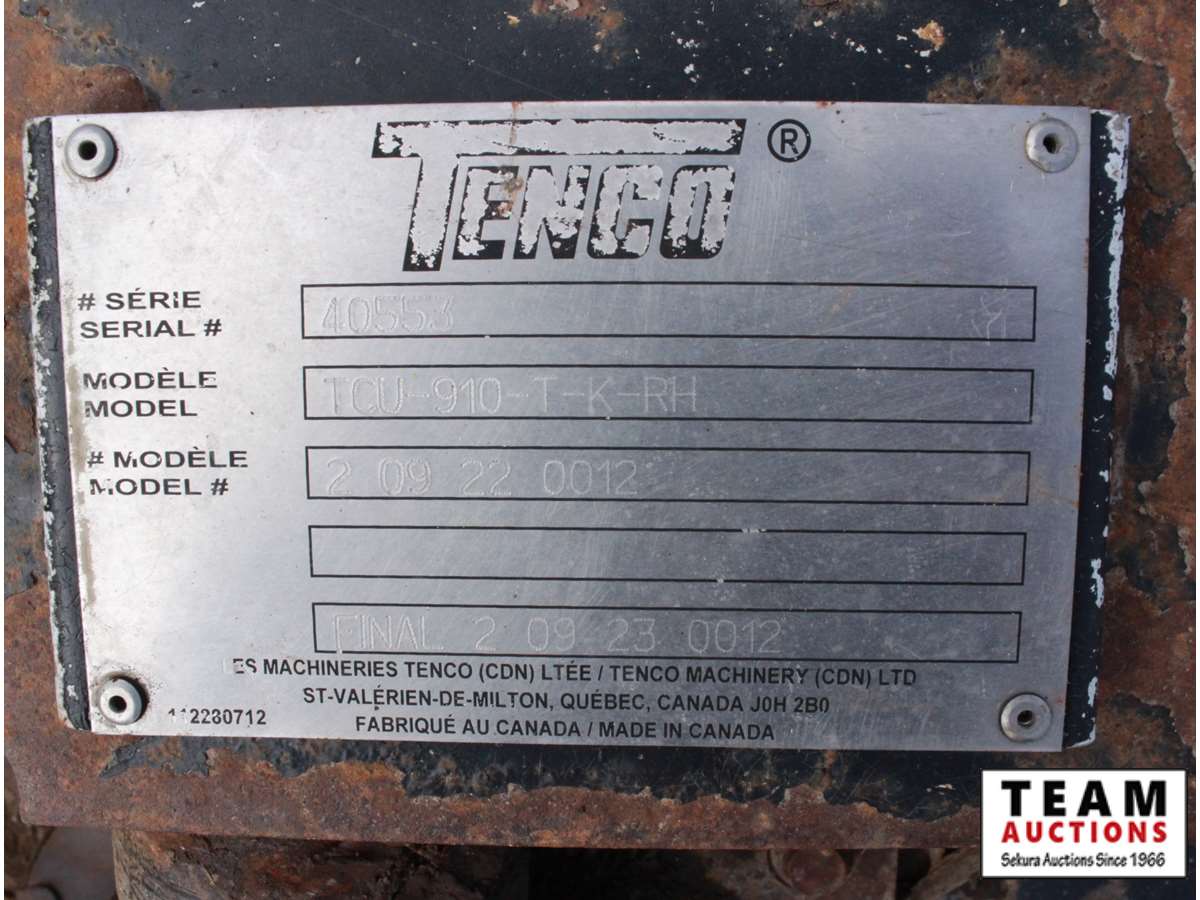 TENCO ®
# SÉRIE
SERIAL #
40553
MODÈLE
MODEL
TCU-910-T-K-RH
# MODÈLE
MODEL #
2 09 22 0012
FINAL 2 09 23 0012
LES MACHINERIES TENCO (CDN) LTÉE / TENCO MACHINERY (CDN) LTD
ST-VALÉRIEN-DE-MILTON, QUÉBEC, CANADA J0H 2B0
112280712
FABRIQUÉ AU CANADA / MADE IN CANADA
TEAM
AUCTIONS
Sekura Auctions Since 1966